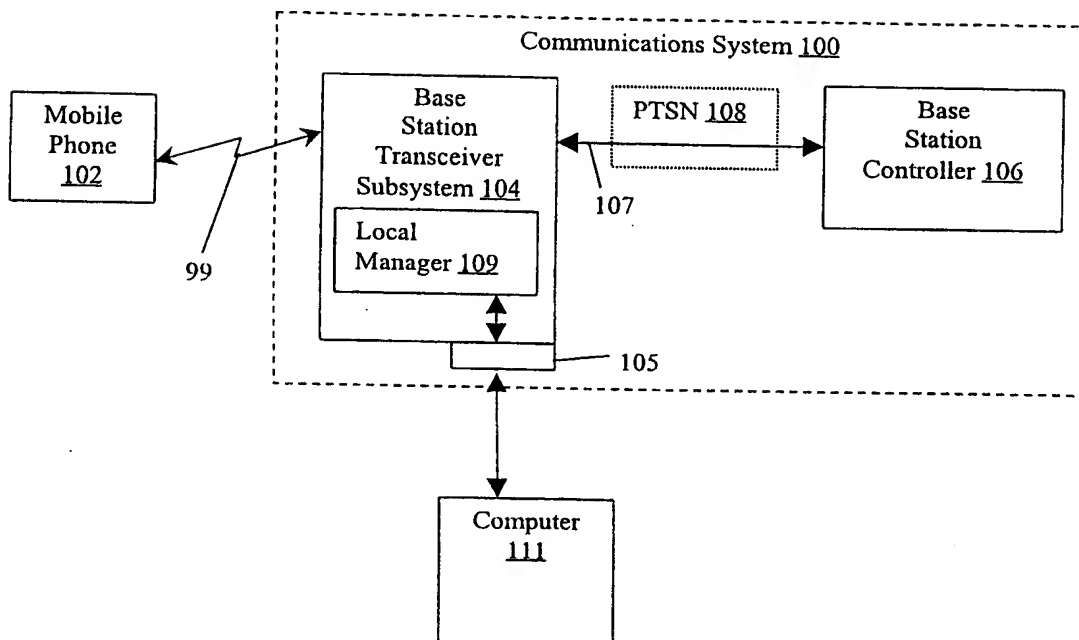 Communications System 100
Mobile
Phone
102
Base
Station
Transceiver
Subsystem 104
PTSN 108
Base
Station
Controller 106
107
Local
Manager 109
99
105
Computer
111